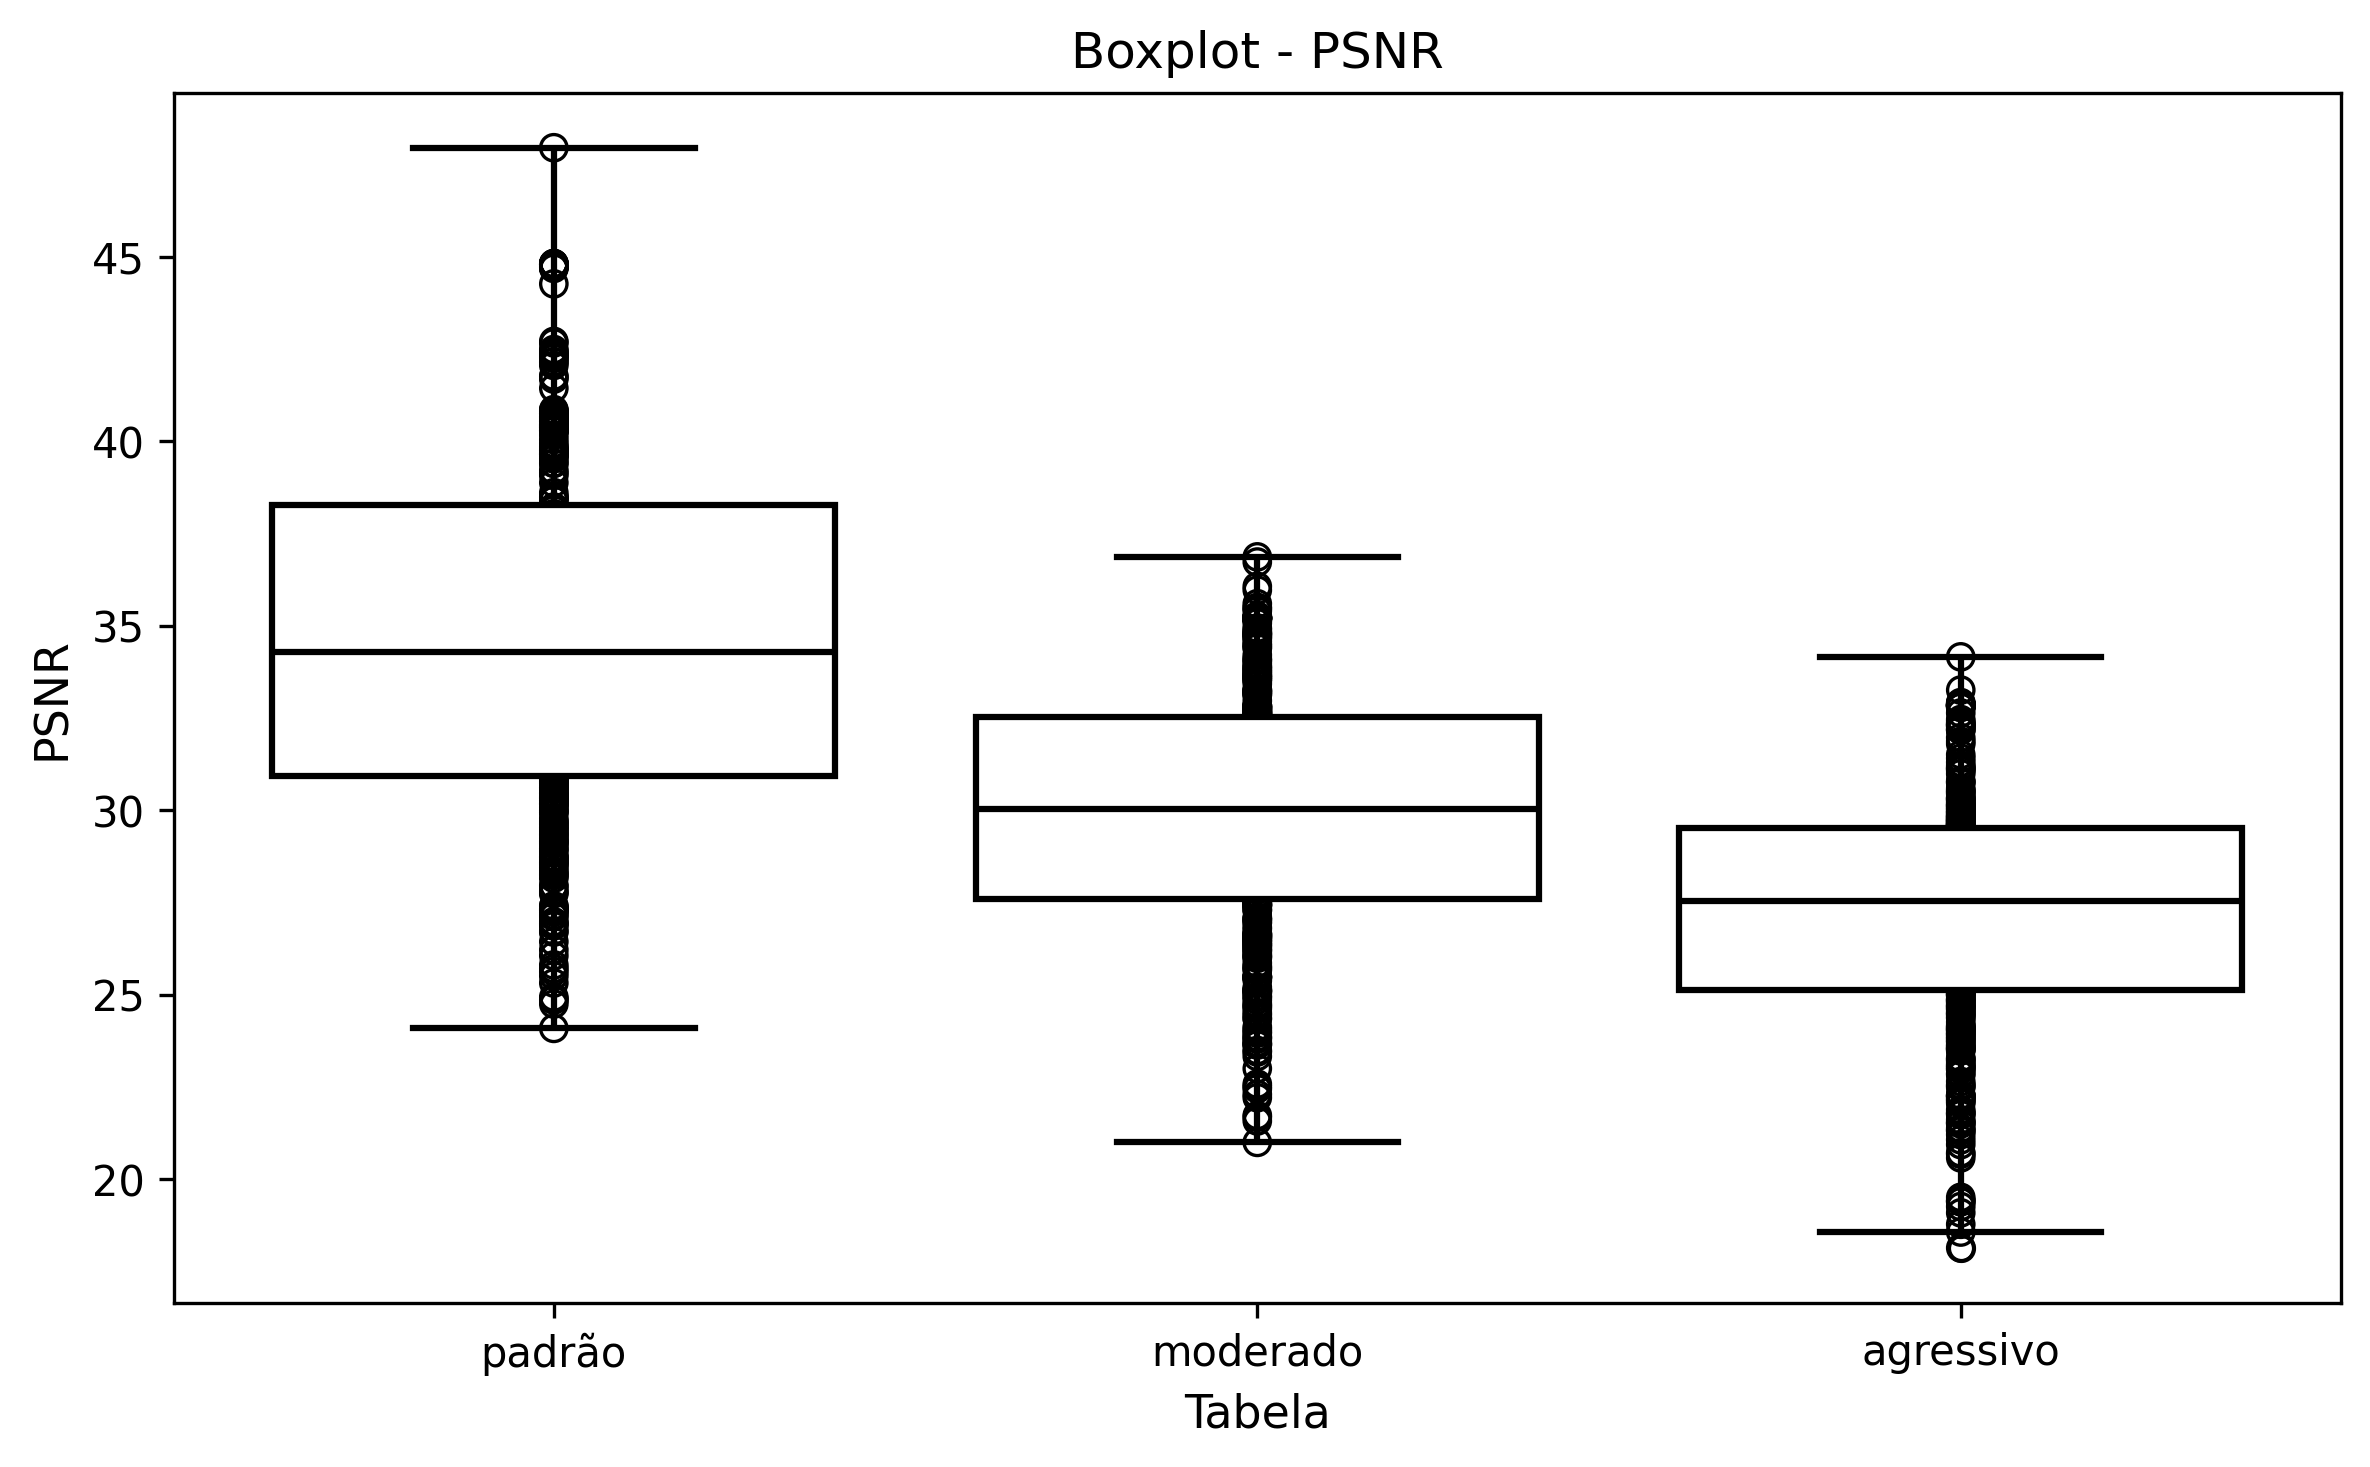 Boxplot - PSNR
PSNR
45
40
35
30
25
20
padrão
moderado
agressivo
Tabela